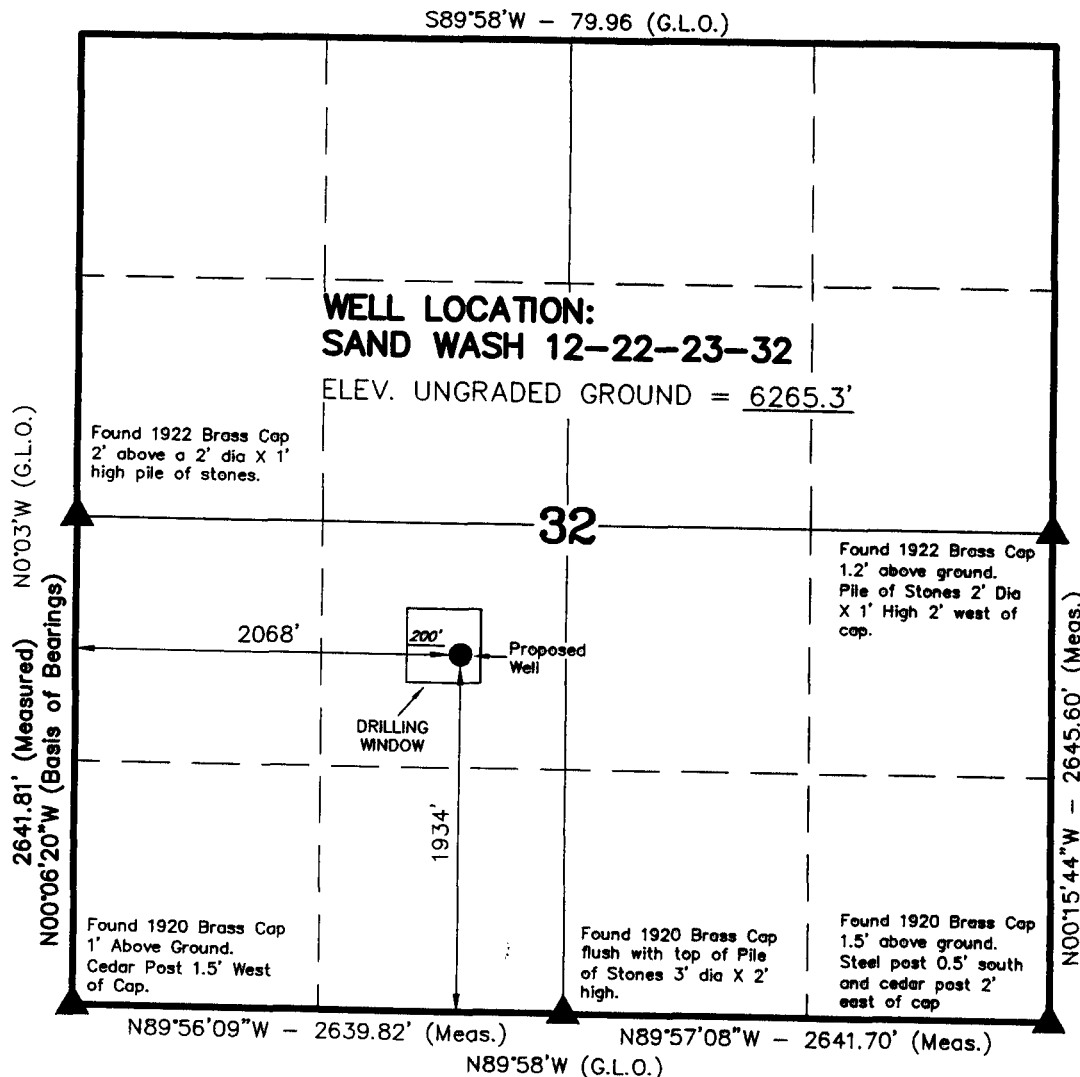 S89°58'W - 79.96 (G.L.O.)
WELL LOCATION:
SAND WASH 12-22-23-32
ELEV. UNGRADED GROUND = 6265.3'
N0°03'W (G.L.O.)
Found 1922 Brass Cap
2' above a 2' dia X 1'
high pile of stones.
32
Found 1922 Brass Cap
1.2' above ground.
Pile of Stones 2' Dia
X 1' High 2' west of
cap.
2641.81' (Measured)
N00°06'20"W (Basis of Bearings)
2068'
200'
Proposed
Well
DRILLING
WINDOW
1934'
N00°15'44"W - 2645.60' (Meas.)
Found 1920 Brass Cap
1' Above Ground.
Cedar Post 1.5' West
of Cap.
Found 1920 Brass Cap
flush with top of Pile
of Stones 3' dia X 2'
high.
Found 1920 Brass Cap
1.5' above ground.
Steel post 0.5' south
and cedar post 2'
east of cap
N89°56'09"W - 2639.82' (Meas.)
N89°57'08"W - 2641.70' (Meas.)
N89°58'W (G.L.O.)